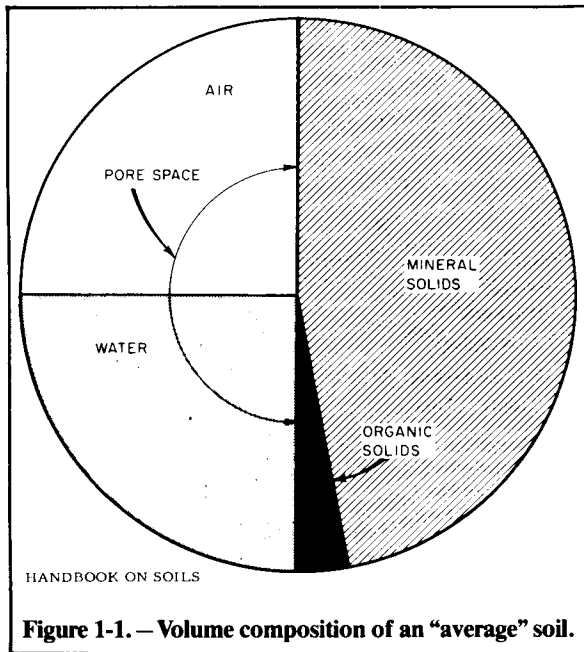 AIR
PORE SPACE
MINERAL
SOLIDS
WATER
ORGANIC
SOLIDS
HANDBOOK ON SOILS
Figure 1-1. — Volume composition of an “average” soil.